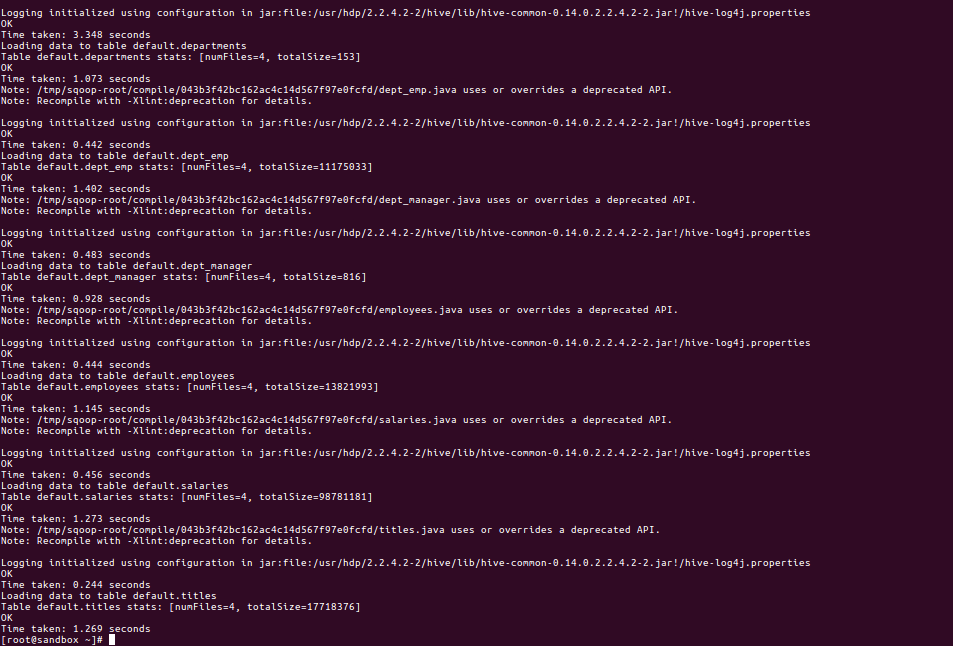 Logging initialized using configuration in jar:file:/usr/hdp/2.2.4.2-2/hive/lib/hive-common-0.14.0.2.2.4.2-2.jar!/hive-log4j.properties
OK
Time taken: 3.348 seconds
Loading data to table default.departments
Table default.departments stats: [numFiles=4, totalSize=153]
OK
Time taken: 1.073 seconds
Note: /tmp/sqoop-root/compile/043b3f42bc162ac4c14d567f97e0fcfd/dept_emp.java uses or overrides a deprecated API.
Note: Recompile with -Xlint:deprecation for details.
Logging initialized using configuration in jar:file:/usr/hdp/2.2.4.2-2/hive/lib/hive-common-0.14.0.2.2.4.2-2.jar!/hive-log4j.properties
OK
Time taken: 0.442 seconds
Loading data to table default.dept_emp
Table default.dept_emp stats: [numFiles=4, totalSize=11175033]
OK
Time taken: 1.402 seconds
Note: /tmp/sqoop-root/compile/043b3f42bc162ac4c14d567f97e0fcfd/dept_manager.java uses or overrides a deprecated API.
Note: Recompile with -Xlint:deprecation for details.
Logging initialized using configuration in jar:file:/usr/hdp/2.2.4.2-2/hive/lib/hive-common-0.14.0.2.2.4.2-2.jar!/hive-log4j.properties
OK
Time taken: 0.483 seconds
Loading data to table default.dept_manager
Table default.dept_manager stats: [numFiles=4, totalSize=816]
OK
Time taken: 0.928 seconds
Note: /tmp/sqoop-root/compile/043b3f42bc162ac4c14d567f97e0fcfd/employees.java uses or overrides a deprecated API.
Note: Recompile with -Xlint:deprecation for details.
Logging initialized using configuration in jar:file:/usr/hdp/2.2.4.2-2/hive/lib/hive-common-0.14.0.2.2.4.2-2.jar!/hive-log4j.properties
OK
Time taken: 0.444 seconds
Loading data to table default.employees
Table default.employees stats: [numFiles=4, totalSize=13821993]
OK
Time taken: 1.145 seconds
Note: /tmp/sqoop-root/compile/043b3f42bc162ac4c14d567f97e0fcfd/salaries.java uses or overrides a deprecated API.
Note: Recompile with -Xlint:deprecation for details.
Logging initialized using configuration in jar:file:/usr/hdp/2.2.4.2-2/hive/lib/hive-common-0.14.0.2.2.4.2-2.jar!/hive-log4j.properties
OK
Time taken: 0.456 seconds
Loading data to table default.salaries
Table default.salaries stats: [numFiles=4, totalSize=98781181]
OK
Time taken: 1.273 seconds
Note: /tmp/sqoop-root/compile/043b3f42bc162ac4c14d567f97e0fcfd/titles.java uses or overrides a deprecated API.
Note: Recompile with -Xlint:deprecation for details.
Logging initialized using configuration in jar:file:/usr/hdp/2.2.4.2-2/hive/lib/hive-common-0.14.0.2.2.4.2-2.jar!/hive-log4j.properties
OK
Time taken: 0.244 seconds
Loading data to table default.titles
Table default.titles stats: [numFiles=4, totalSize=17718376]
OK
Time taken: 1.269 seconds
[root@sandbox ~]#